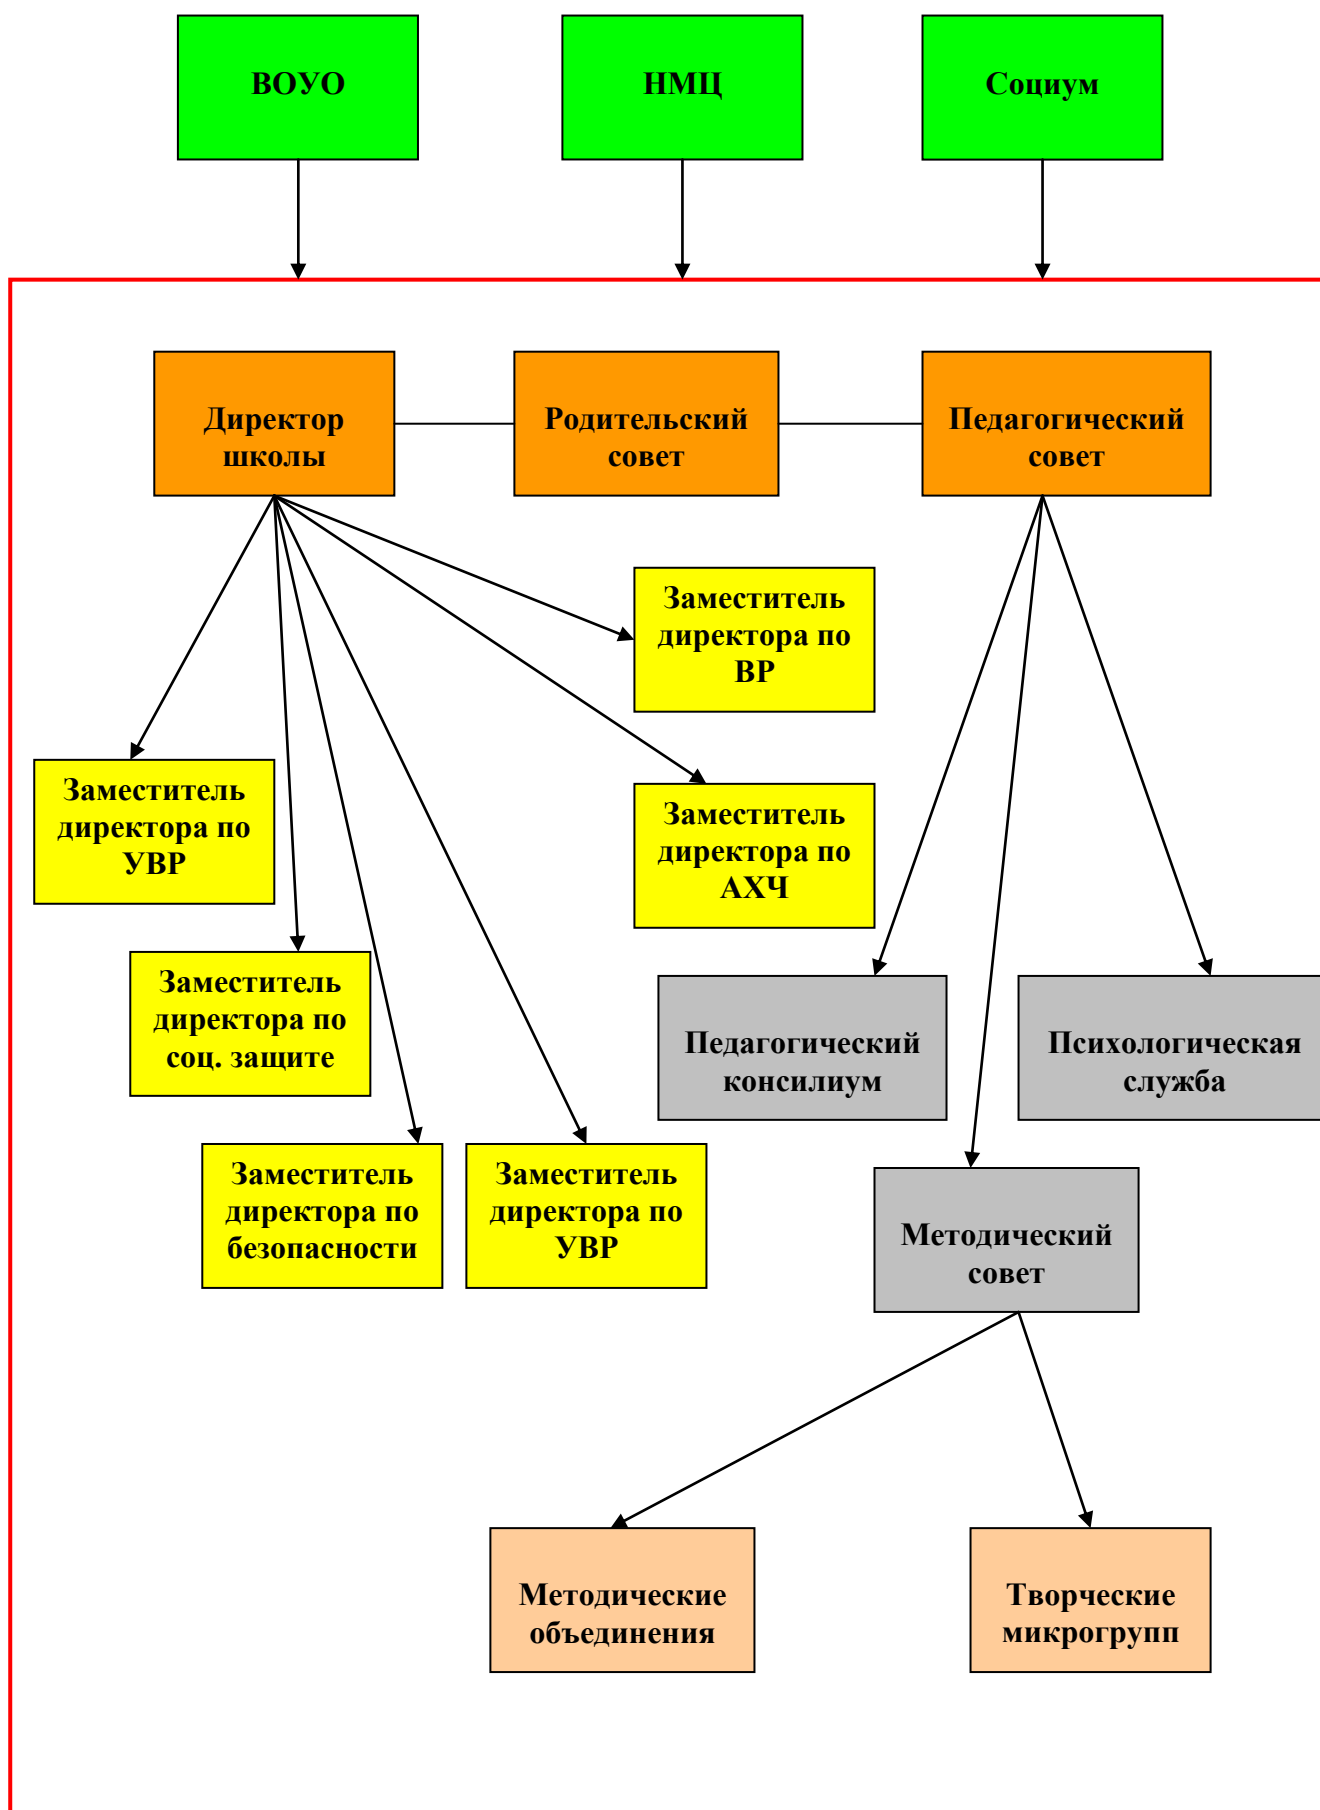 ВОУО
НМЦ
Социум
Директор
школы
Родительский
совет
Педагогический
совет
Заместитель
директора по
ВР
Заместитель
директора по
УВР
Заместитель
директора по
АХЧ
Заместитель
директора по
соц. защите
Педагогический
консилиум
Психологическая
служба
Заместитель
директора по
безопасности
Заместитель
директора по
УВР
Методический
совет
Методические
объединения
Творческие
микрогрупп